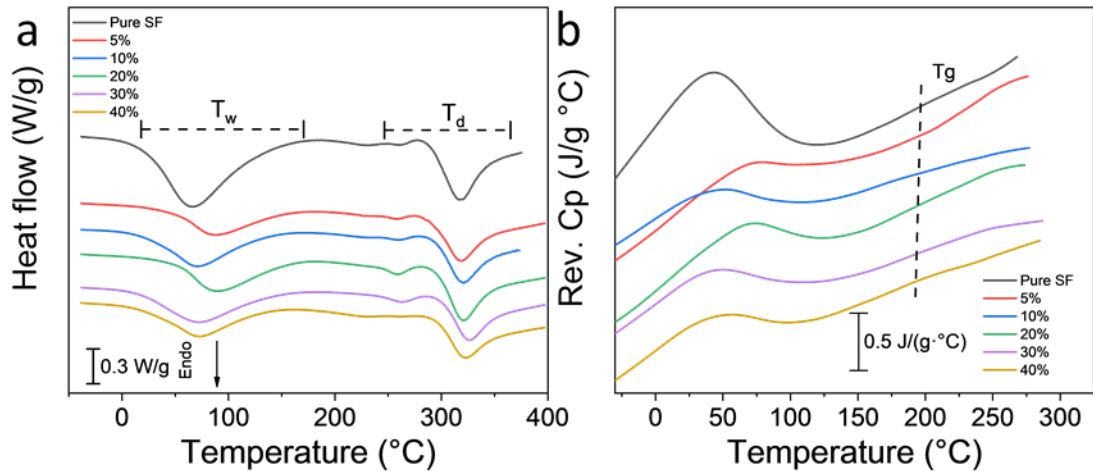 a
Pure SF
5%
10%
20%
30%
40%
T_w
T_d
0.3 W/g
Endo
Heat flow (W/g)
0 100 200 300 400
Temperature (°C)
b
Tg
Pure SF
5%
10%
20%
30%
40%
0.5 J/(g·°C)
Rev. Cp (J/g °C)
0 50 100 150 200 250 300
Temperature (°C)